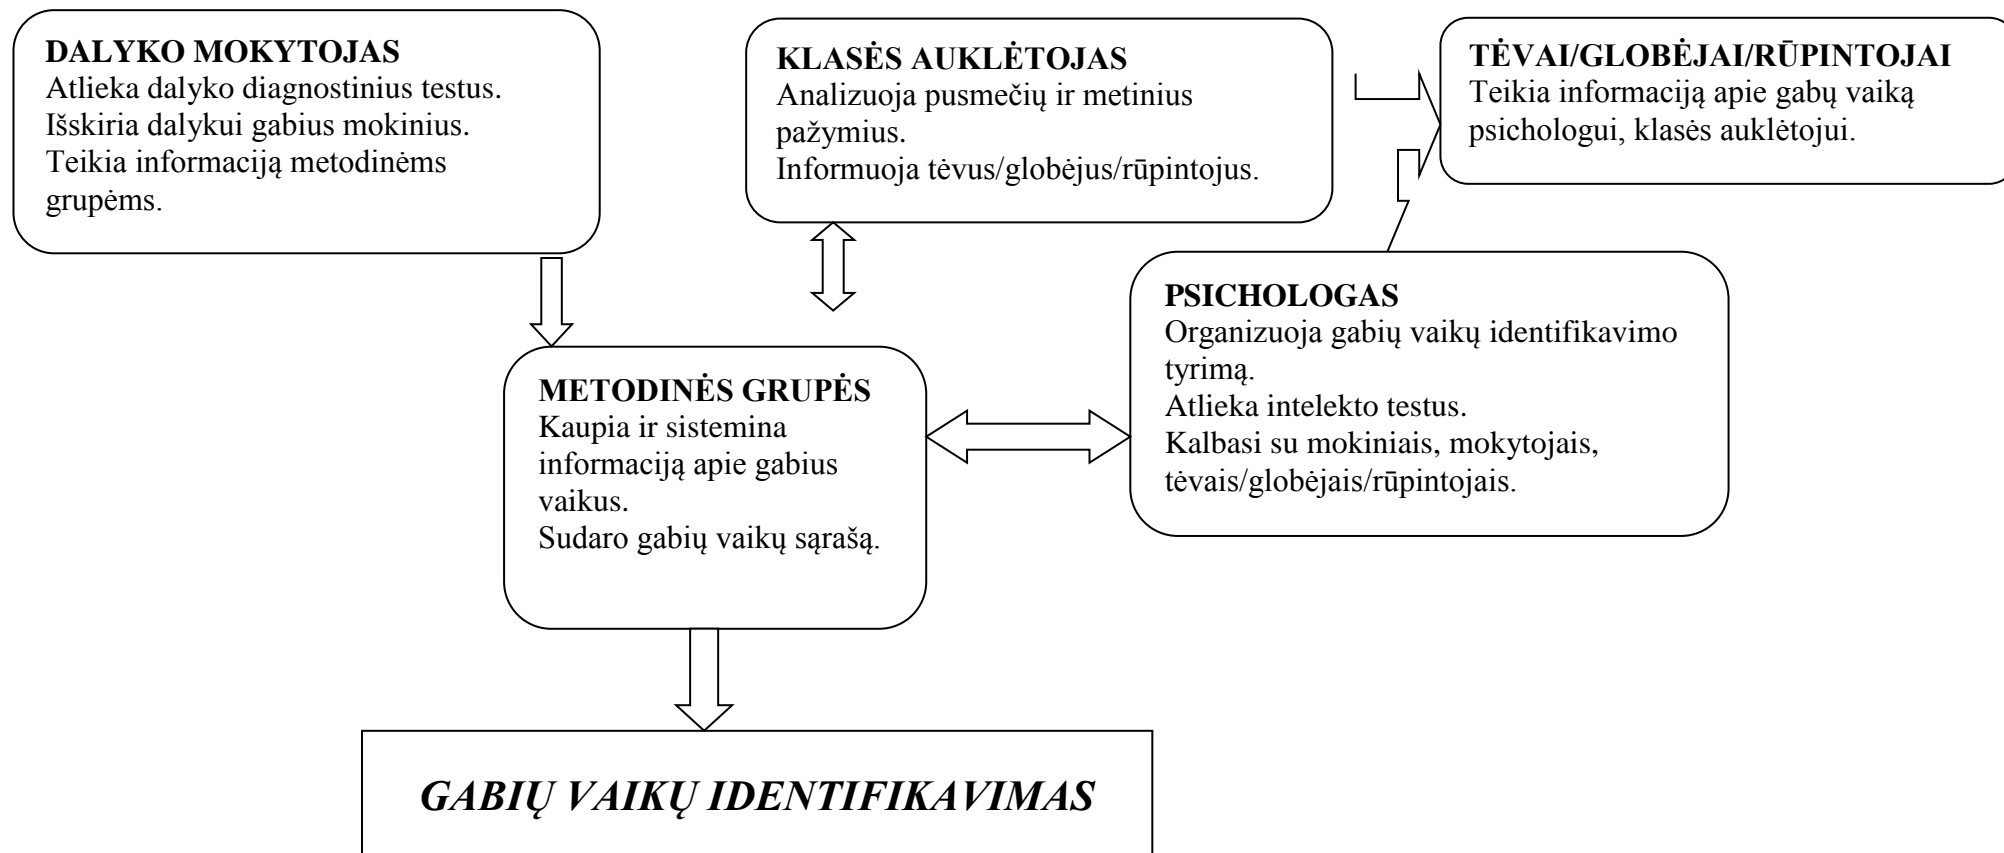 DALYKO MOKYTOJAS
Atlieka dalyko diagnostinius testus.
Išskiria dalykui gabius mokinius.
Teikia informaciją metodinėms
grupėms.
KLASĖS AUKLĖTOJAS
Analizuoja pusmečių ir metinius
pažymius.
Informuoja tėvus/globėjus/rūpintojus.
TĖVAI/GLOBĖJAI/RŪPINTOJAI
Teikia informaciją apie gabų vaiką
psichologui, klasės auklėtojui.
PSICHOLOGAS
Organizuoja gabių vaikų identifikavimo
tyrimą.
Atlieka intelekto testus.
Kalbasi su mokiniais, mokytojais,
tėvais/globėjais/rūpintojais.
METODINĖS GRUPĖS
Kaupia ir sistemina
informaciją apie gabius
vaikus.
Sudaro gabių vaikų sąrašą.
GABIŲ VAIKŲ IDENTIFIKAVIMAS